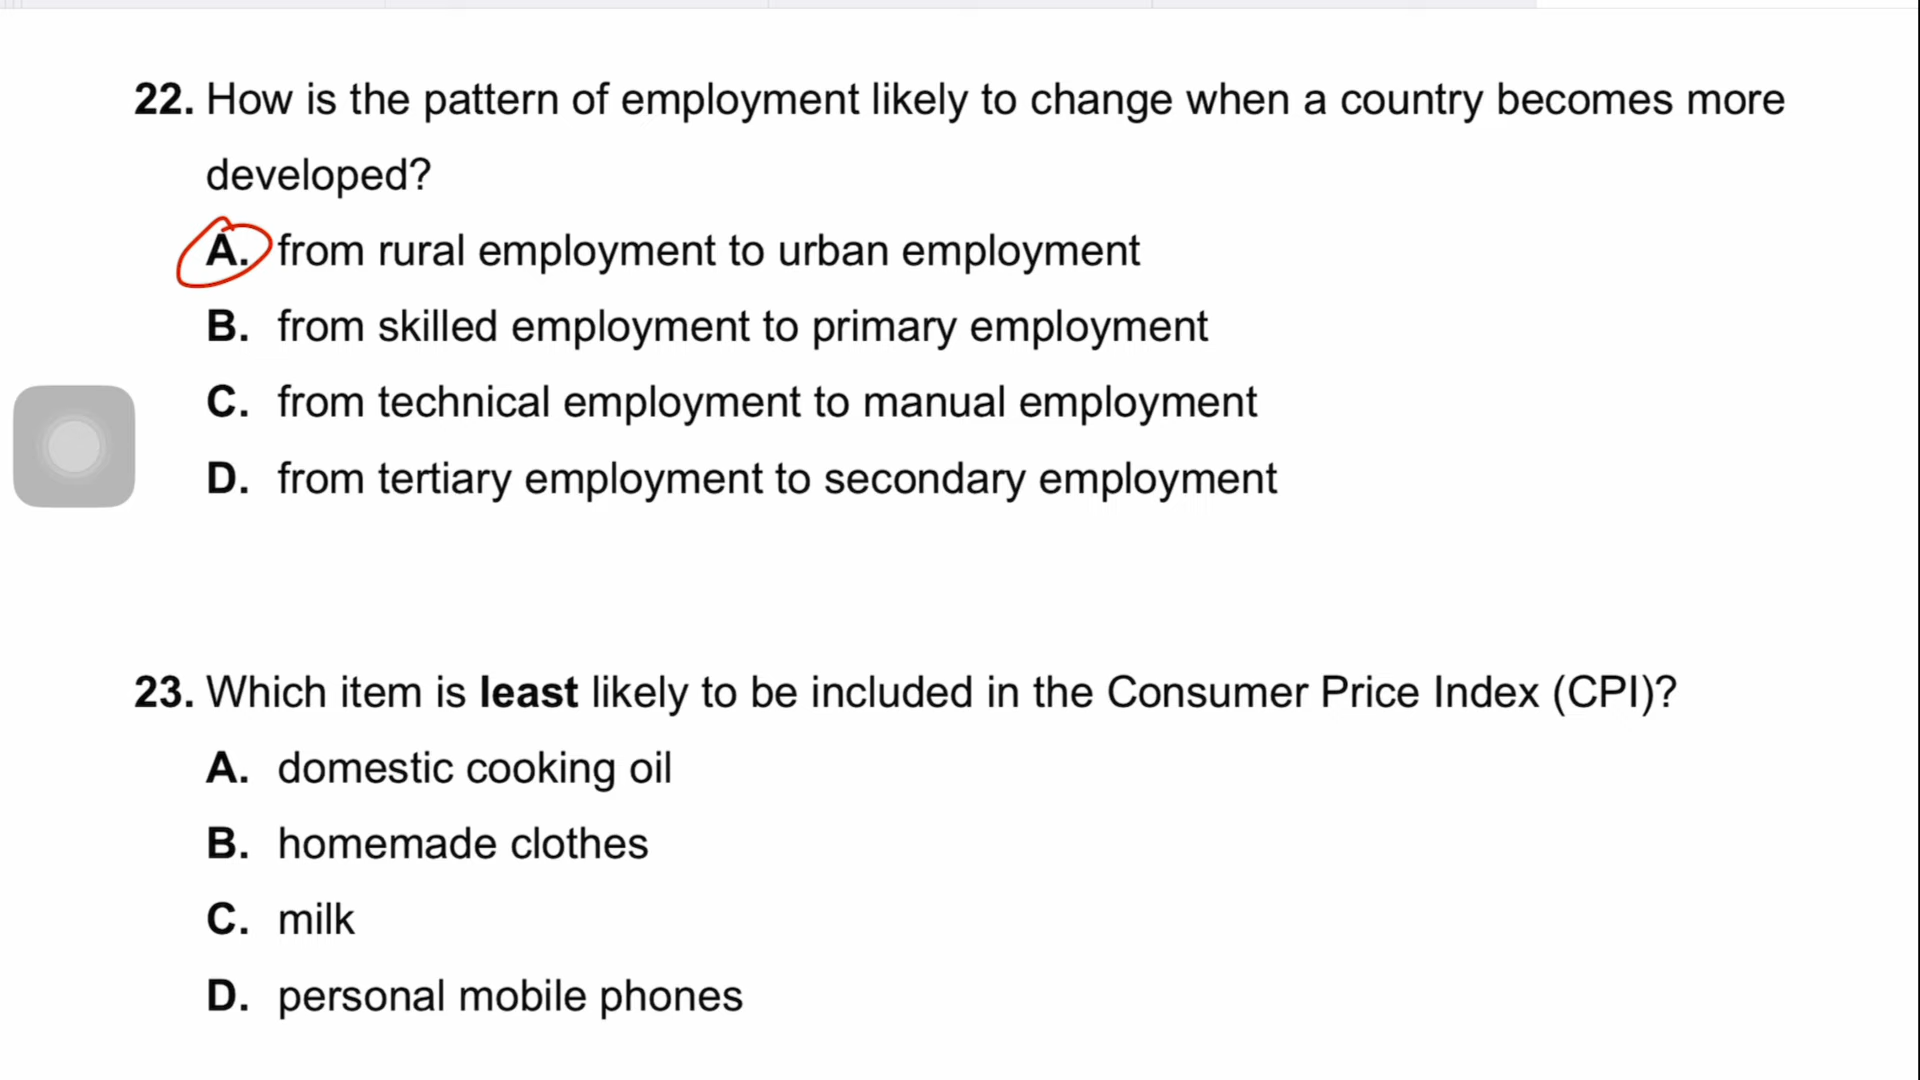 22. How is the pattern of employment likely to change when a country becomes more
developed?
A. from rural employment to urban employment
B. from skilled employment to primary employment
C. from technical employment to manual employment
D. from tertiary employment to secondary employment
23. Which item is least likely to be included in the Consumer Price Index (CPI)?
A. domestic cooking oil
B. homemade clothes
C. milk
D. personal mobile phones